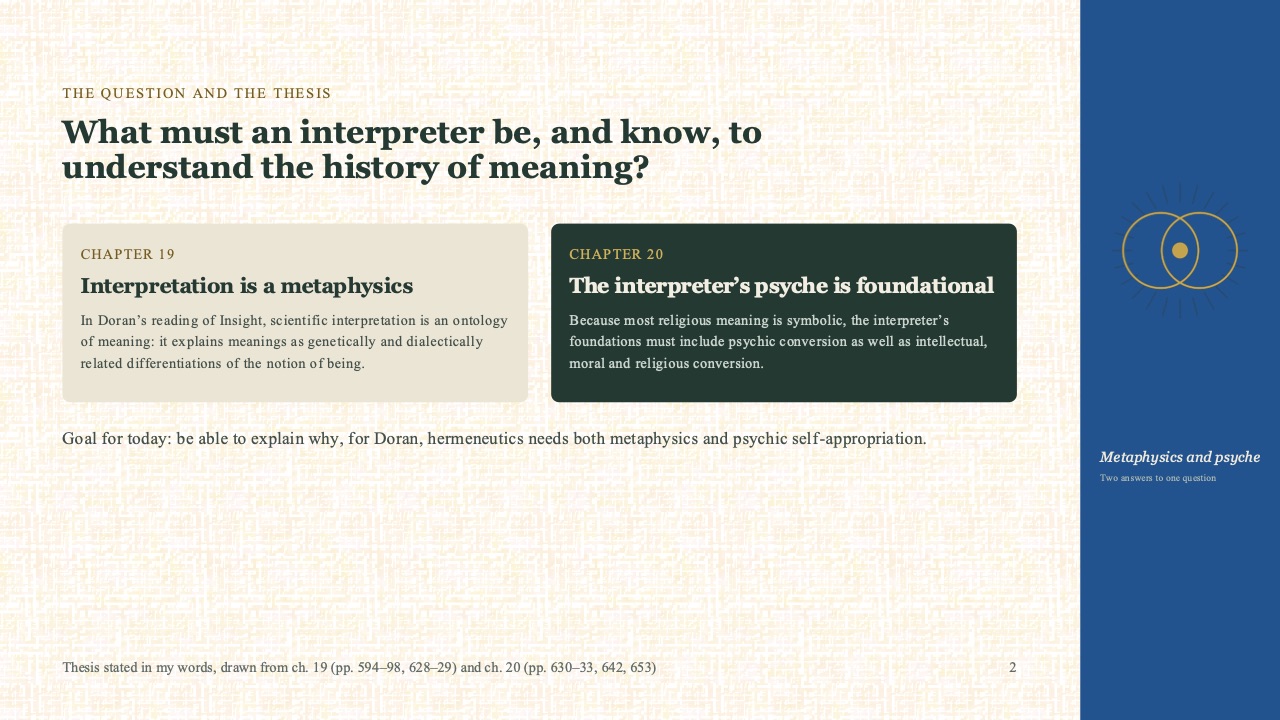 THE QUESTION AND THE THESIS
What must an interpreter be, and know, to
understand the history of meaning?
CHAPTER 19
Interpretation is a metaphysics
In Doran’s reading of Insight, scientific interpretation is an ontology
of meaning: it explains meanings as genetically and dialectically
related differentiations of the notion of being.
CHAPTER 20
The interpreter’s psyche is foundational
Because most religious meaning is symbolic, the interpreter’s
foundations must include psychic conversion as well as intellectual,
moral and religious conversion.
Goal for today: be able to explain why, for Doran, hermeneutics needs both metaphysics and psychic self-appropriation.
Metaphysics and psyche
Two answers to one question
Thesis stated in my words, drawn from ch. 19 (pp. 594–98, 628–29) and ch. 20 (pp. 630–33, 642, 653)
2